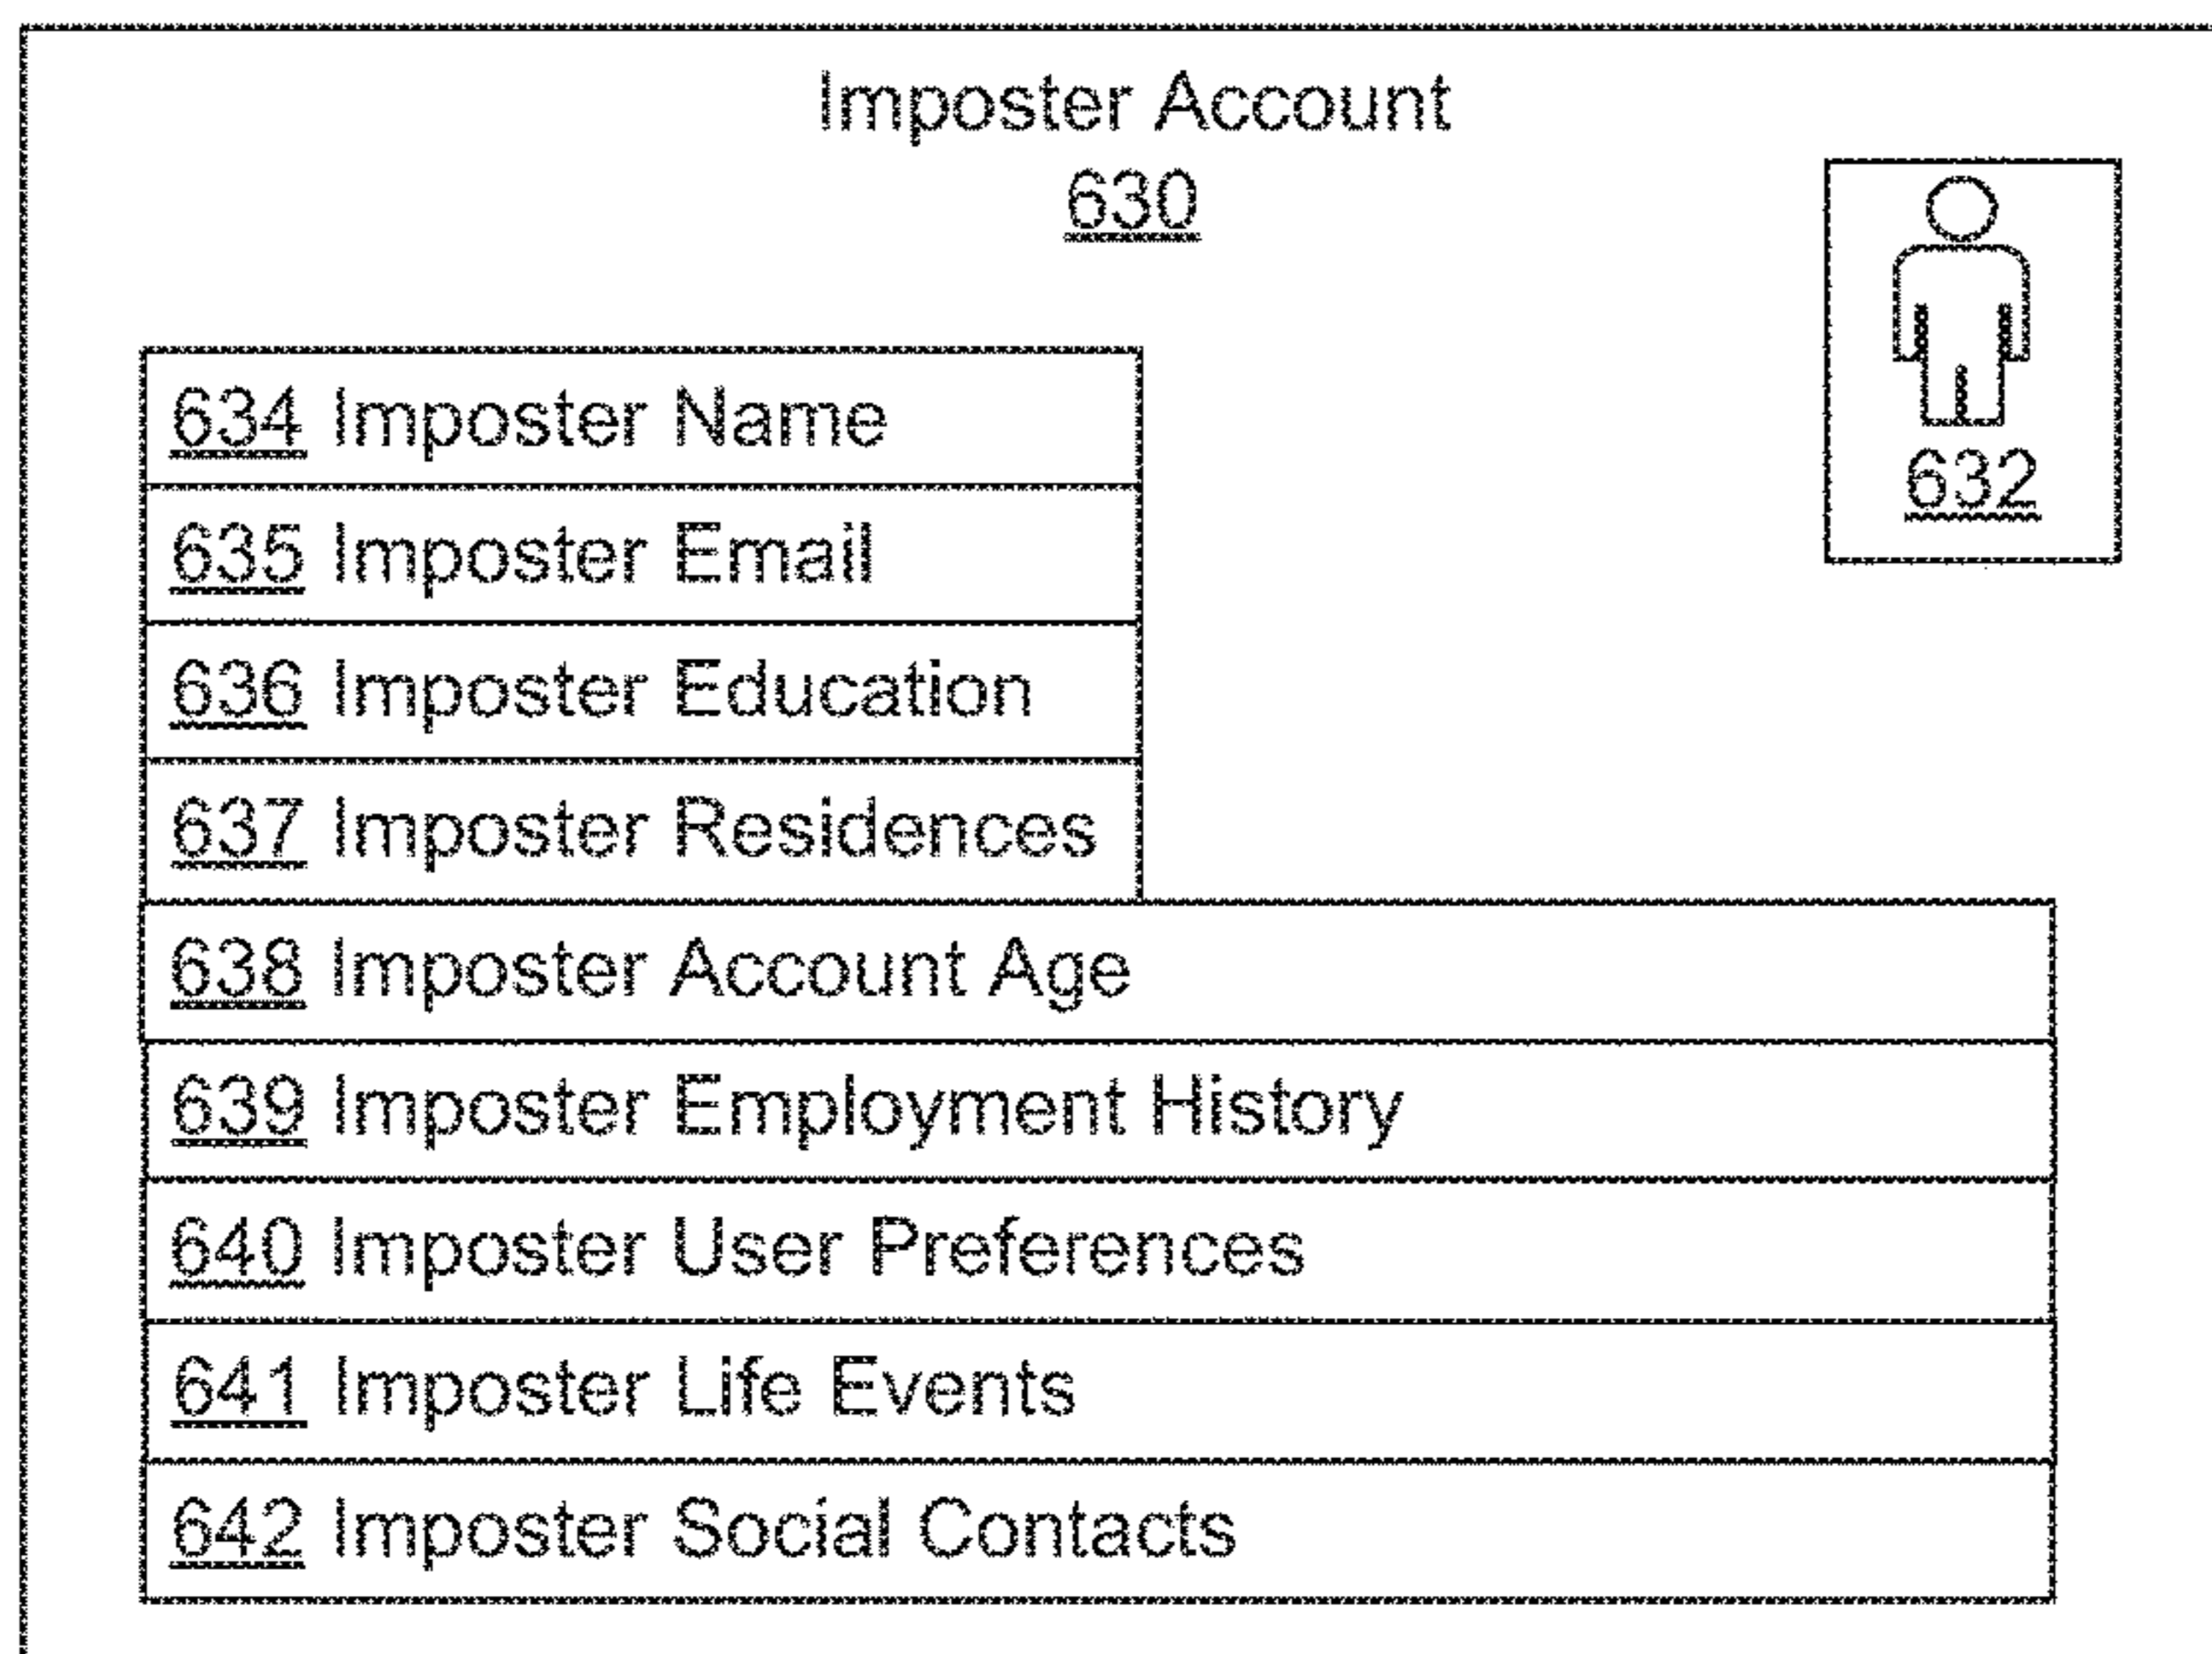 Imposter Account
630
632
634 Imposter Name
635 Imposter Email
636 Imposter Education
637 Imposter Residences
638 Imposter Account Age
639 Imposter Employment History
640 Imposter User Preferences
641 Imposter Life Events
642 Imposter Social Contacts